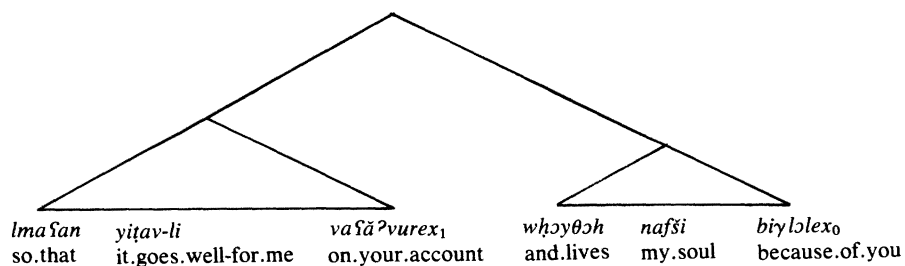 lmaʕan yiṭav-li vaʕăʔvurex₁ wḥɔyθɔh nafši biγlɔlex₀
so.that it.goes.well-for.me on.your.account and.lives my.soul because.of.you